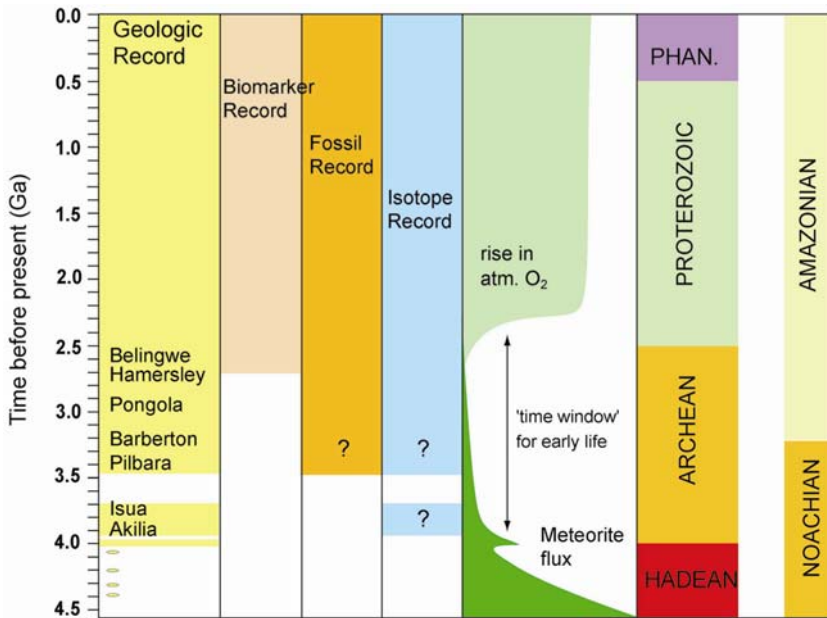 Time before present (Ga)
0.0
0.5
1.0
1.5
2.0
2.5
3.0
3.5
4.0
4.5
Geologic
Record
Belingwe
Hamersley
Pongola
Barberton
Pilbara
Isua
Akilia
Biomarker
Record
Fossil
Record
?
Isotope
Record
?
?
rise in
atm. O₂
'time window'
for early life
Meteorite
flux
PHAN.
PROTEROZOIC
ARCHEAN
HADEAN
AMAZONIAN
NOACHIAN